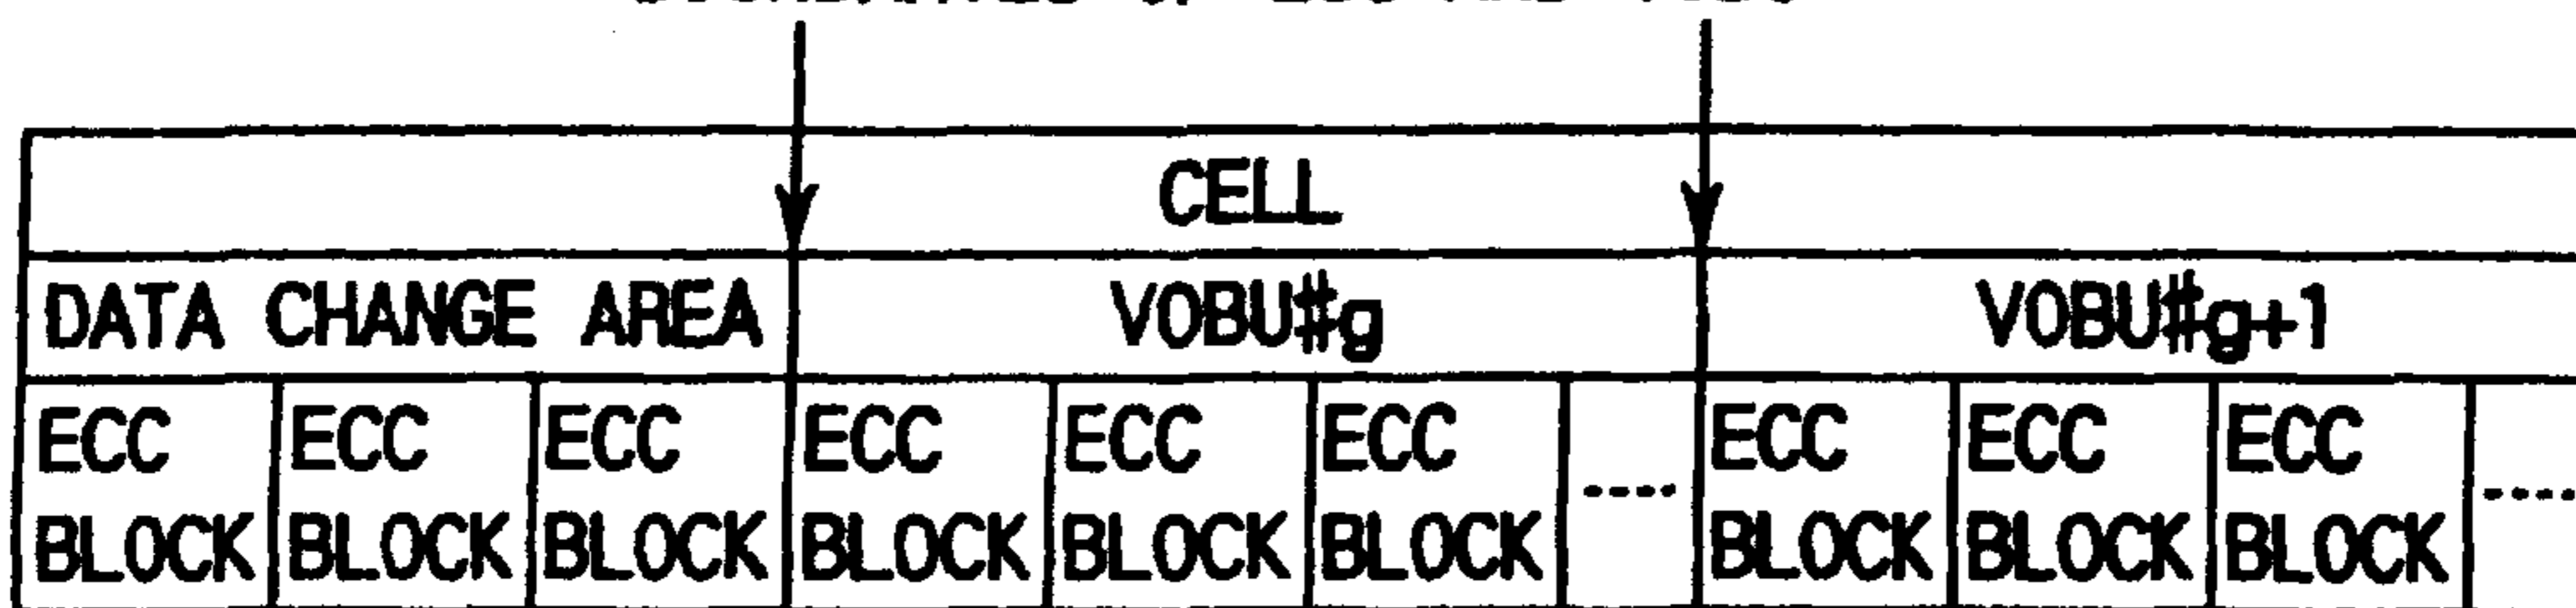 CELL
DATA CHANGE AREA VOBU#g VOBU#g+1
ECC ECC ECC ECC ECC ECC ECC ECC ECC
BLOCK BLOCK BLOCK BLOCK BLOCK BLOCK ---- BLOCK BLOCK BLOCK ----